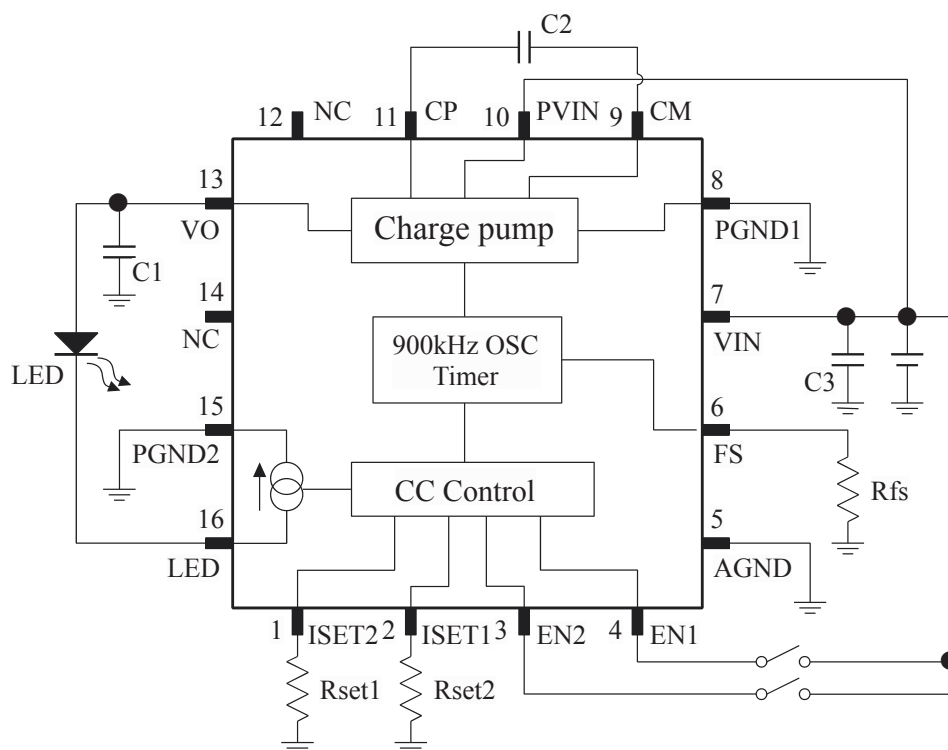 C2
12 NC 11 CP 10 PVIN 9 CM
13
VO
C1
8
PGND1
Charge pump
14
NC
7
VIN
900kHz OSC
Timer
LED
C3
15
PGND2
6
FS
Rfs
CC Control
16
LED
5
AGND
1 ISET2 2 ISET1 3 EN2 4 EN1
Rset1 Rset2